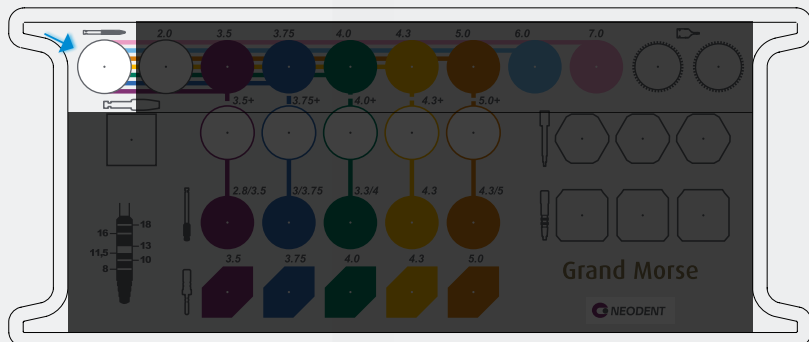 2.0 3.5 3.75 4.0 4.3 5.0 6.0 7.0
3.5+ 3.75+ 4.0+ 4.3+ 5.0+
2.8/3.5 3/3.75 3.3/4 4.3 4.3/5
18
16
13
11,5
10
8
3.5 3.75 4.0 4.3 5.0
Grand Morse
NEODENT